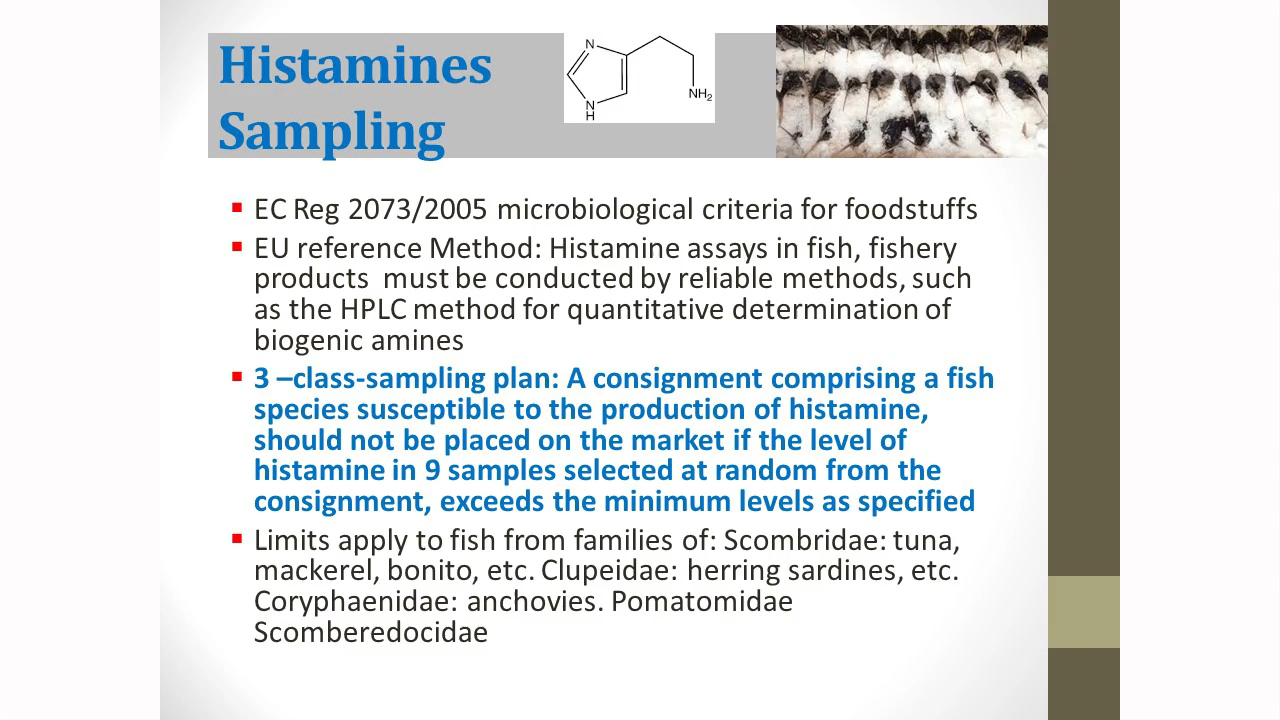 Histamines
Sampling
N
N
H
NH2
EC Reg 2073/2005 microbiological criteria for foodstuffs
EU reference Method: Histamine assays in fish, fishery
products must be conducted by reliable methods, such
as the HPLC method for quantitative determination of
biogenic amines
3 –class-sampling plan: A consignment comprising a fish
species susceptible to the production of histamine,
should not be placed on the market if the level of
histamine in 9 samples selected at random from the
consignment, exceeds the minimum levels as specified
Limits apply to fish from families of: Scombridae: tuna,
mackerel, bonito, etc. Clupeidae: herring sardines, etc.
Coryphaenidae: anchovies. Pomatomidae
Scomberedocidae